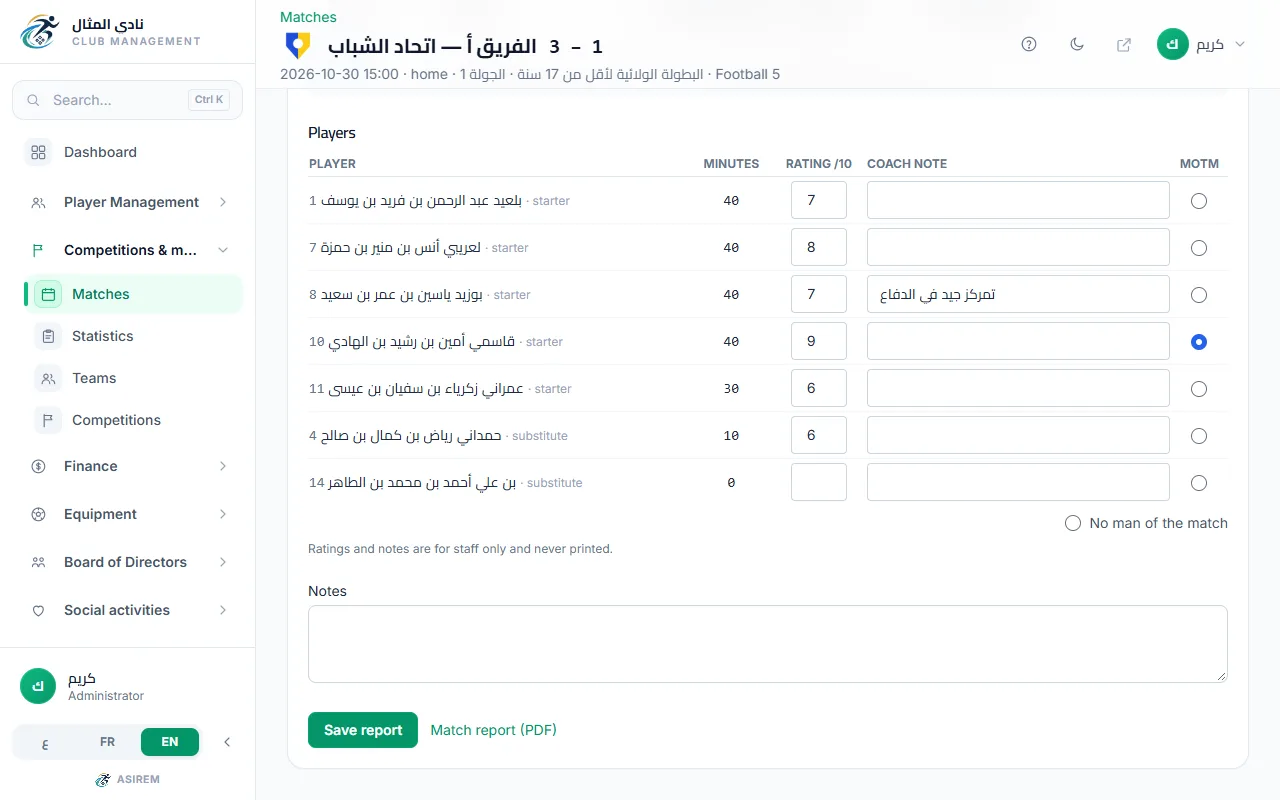 نادي المثال
CLUB MANAGEMENT
Search...
Ctrl K
Dashboard
Player Management
Competitions & m...
Matches
Statistics
Teams
Competitions
Finance
Equipment
Board of Directors
Social activities
كريم
Administrator
ع
FR
EN
ASIREM
Matches
الفريق أ — اتحاد الشباب 3 – 1
2026-10-30 15:00 · home · الجولة 1 · البطولة الولائية لأقل من 17 سنة · Football 5
ك
كريم
Players
PLAYER MINUTES RATING /10 COACH NOTE MOTM
1 بلعيد عبد الرحمن بن فريد بن يوسف · starter 40 7
7 لعريبي أنس بن منير بن حمزة · starter 40 8
8 بوزيد ياسين بن عمر بن سعيد · starter 40 7 تمركز جيد في الدفاع
10 قاسمي أمين بن رشيد بن الهادي · starter 40 9
11 عمراني زكرياء بن سفيان بن عيسى · starter 30 6
4 حمداني رياض بن كمال بن صالح · substitute 10 6
14 بن علي أحمد بن محمد بن الطاهر · substitute 0
No man of the match
Ratings and notes are for staff only and never printed.
Notes
Save report
Match report (PDF)